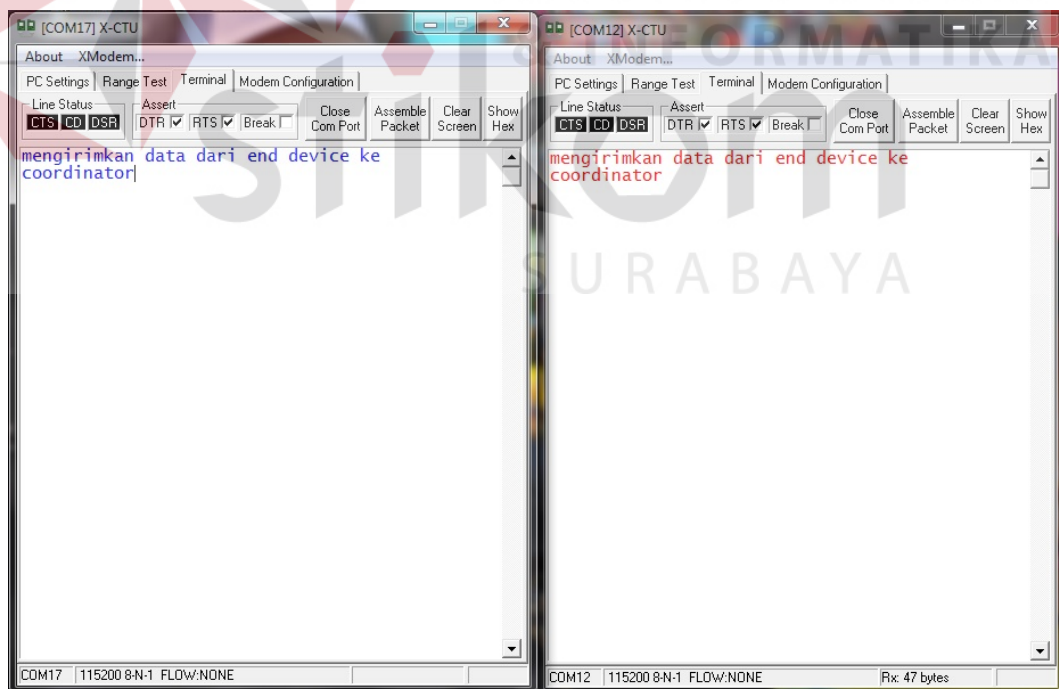 [COM17] X-CTU
About XModem...
PC Settings Range Test Terminal Modem Configuration
Line Status Assert
CTS CD DSR DTR RTS Break Close Com Port Assemble Packet Clear Screen Show Hex
mengirimkan data dari end device ke
coordinator
COM17 115200 8-N-1 FLOW:NONE
[COM12] X-CTU
About XModem...
PC Settings Range Test Terminal Modem Configuration
Line Status Assert
CTS CD DSR DTR RTS Break Close Com Port Assemble Packet Clear Screen Show Hex
mengirimkan data dari end device ke
coordinator
COM12 115200 8-N-1 FLOW:NONE Rx: 47 bytes
& INFORMATIKA
stikom
SURABAYA